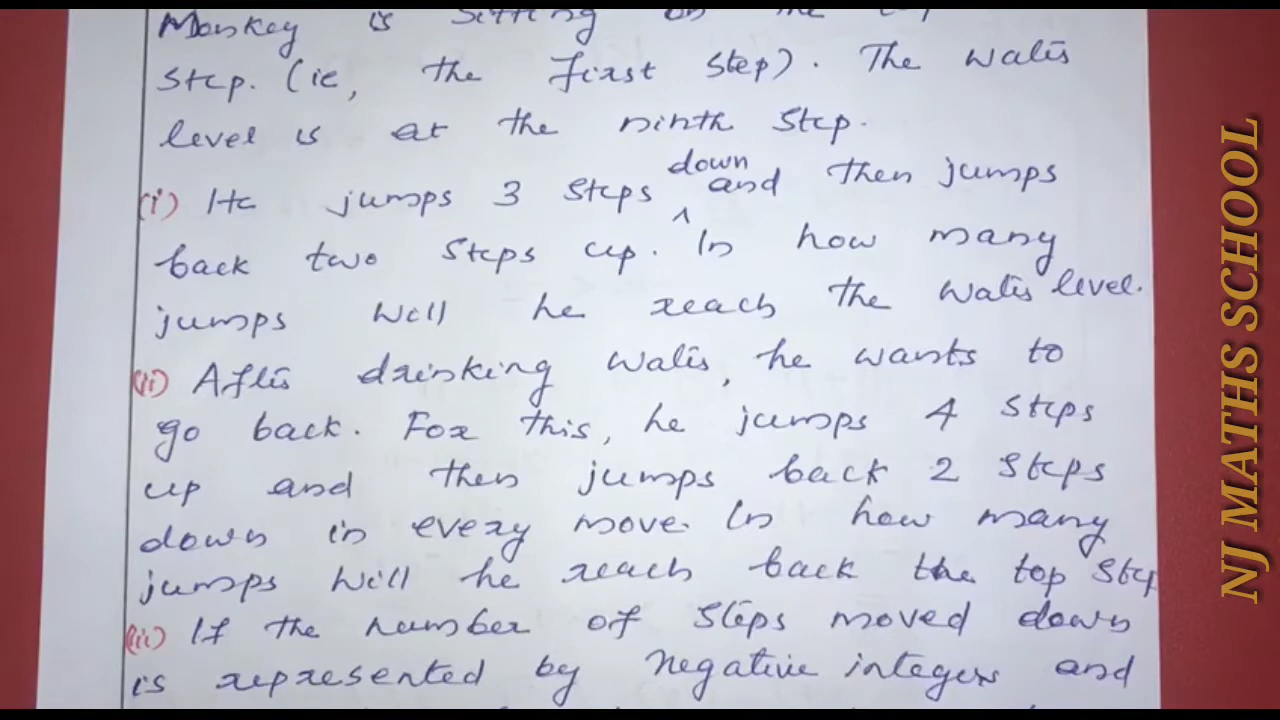 Monkey is sitting on the top
step. (ie, the first step). The water
level is at the ninth step.
down
(i) He jumps 3 steps ^ and then jumps
back two steps up. In how many
jumps will he reach the water level.
(ii) After drinking water, he wants to
go back. For this, he jumps 4 steps
up and then jumps back 2 steps
down in every move. In how many
jumps will he reach back the top step
(iii) If the number of steps moved down
is represented by negative integers and
NJ MATHS SCHOOL